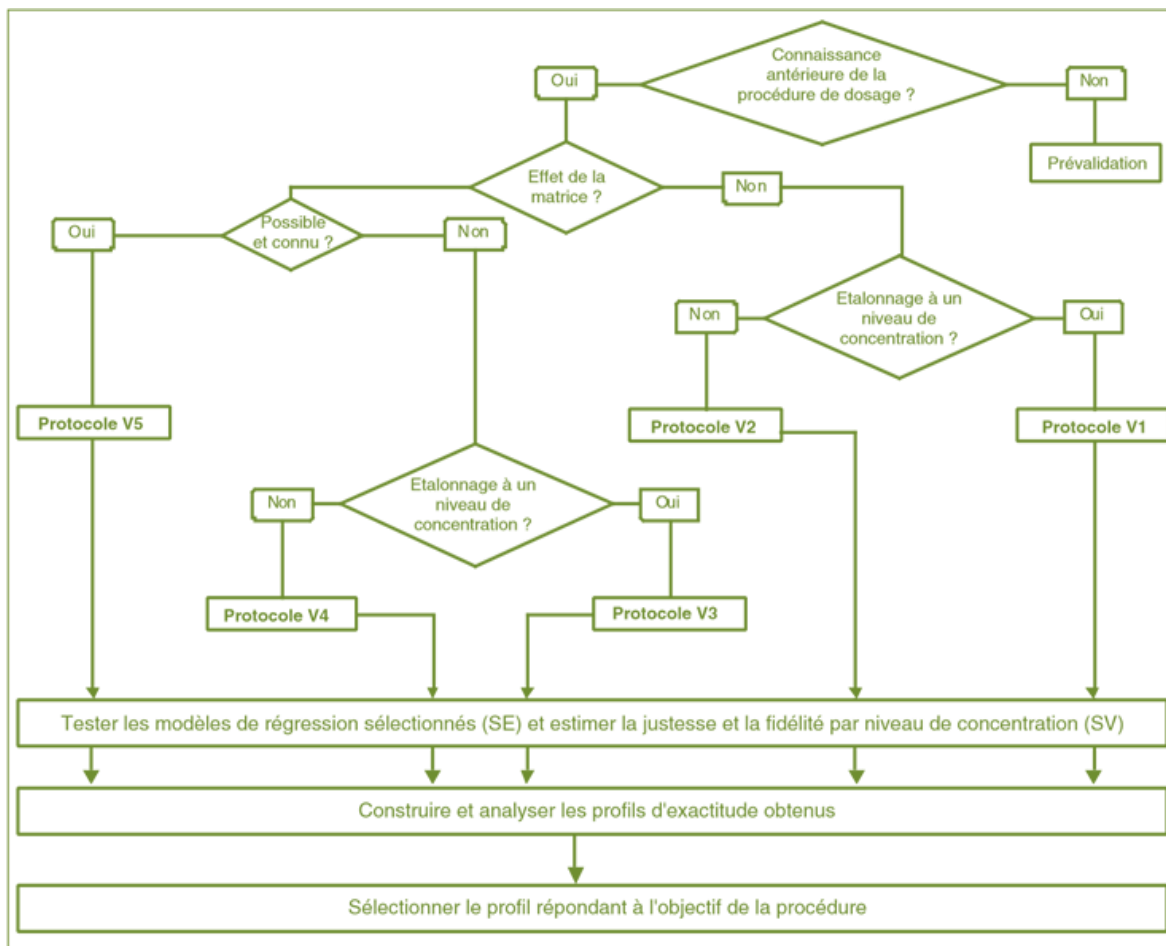 Connaissance
antérieure de la
procédure de dosage ?
Oui
Non
Prévalidation
Effet de la
matrice ?
Non
Possible
et connu ?
Oui
Non
Etalonnage à un
niveau de
concentration ?
Non
Oui
Protocole V5
Protocole V2
Protocole V1
Etalonnage à un
niveau de
concentration ?
Non
Oui
Protocole V4
Protocole V3
Tester les modèles de régression sélectionnés (SE) et estimer la justesse et la fidélité par niveau de concentration (SV)
Construire et analyser les profils d'exactitude obtenus
Sélectionner le profil répondant à l'objectif de la procédure